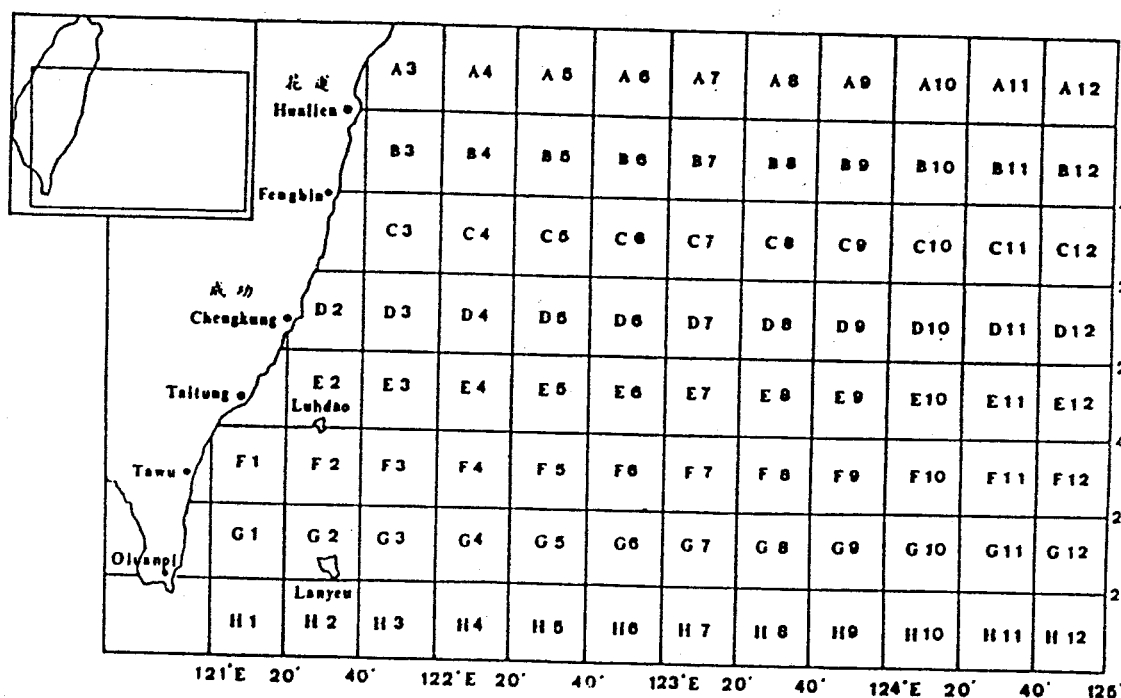 A3 A4 A5 A6 A7 A8 A9 A10 A11 A12
花蓮
Hualien
B3 B4 B5 B6 B7 B8 B9 B10 B11 B12
Fengbin
C3 C4 C5 C6 C7 C8 C9 C10 C11 C12
成功
Chengkung
D2 D3 D4 D5 D6 D7 D8 D9 D10 D11 D12
Taitung
E2 E3 E4 E5 E6 E7 E8 E9 E10 E11 E12
Luhdao
Tawu
F1 F2 F3 F4 F5 F6 F7 F8 F9 F10 F11 F12
G1 G2 G3 G4 G5 G6 G7 G8 G9 G10 G11 G12
Oluanpi
Lanyeu
H1 H2 H3 H4 H5 H6 H7 H8 H9 H10 H11 H12
121°E 20' 40' 122°E 20' 40' 123°E 20' 40' 124°E 20' 40' 125°